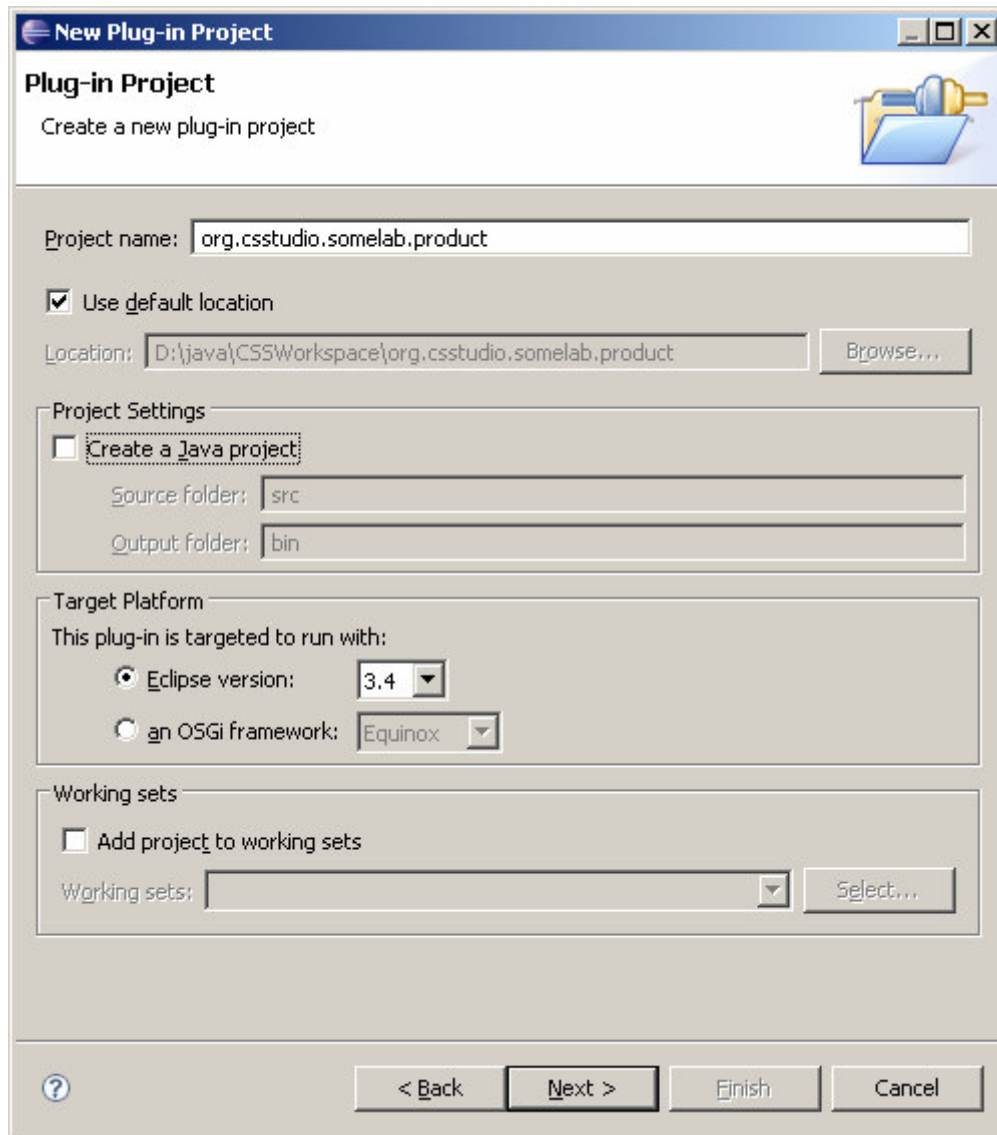 New Plug-in Project
Plug-in Project
Create a new plug-in project
Project name: org.csstudio.somelab.product
Use default location
Location: D:\java\CSSWorkspace\org.csstudio.somelab.product Browse...
Project Settings
Create a Java project
Source folder: src
Output folder: bin
Target Platform
This plug-in is targeted to run with:
Eclipse version: 3.4
an OSGi framework: Equinox
Working sets
Add project to working sets
Working sets: Select...
? < Back Next > Finish Cancel